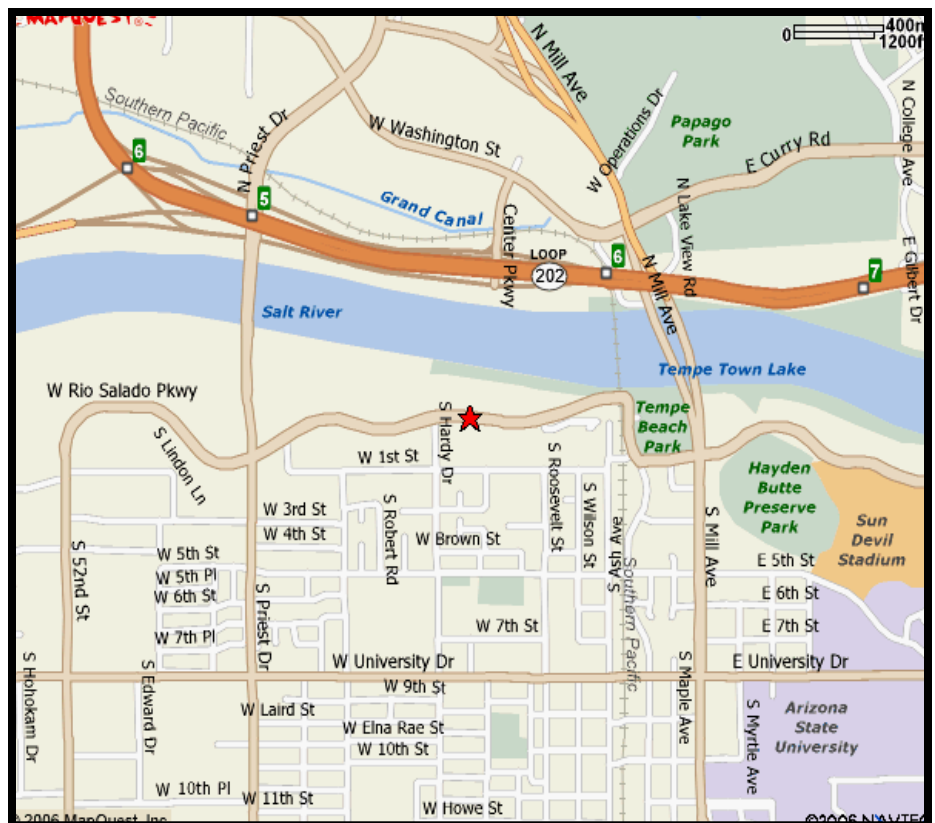 MAPQUEST
0
400m
1200f
N Mill Ave
Southern Pacific
N Priest Dr
W Washington St
W Operations Dr
Papago
Park
N College Ave
E Curry Rd
6
5
Grand Canal
Center Pkwy
N Lake View Rd
LOOP
202
6
7
E Gilbert Dr
N Mill Ave
Salt River
Tempe Town Lake
W Rio Salado Pkwy
S Hardy Dr
Tempe
Beach
Park
S Lindon Ln
W 1st St
S Roosevelt St
Hayden
Butte
Preserve
Park
S Wilson St
S Robert Rd
W 3rd St
W 4th St
S Mill Ave
Sun
Devil
Stadium
W Brown St
S Ash Ave
S 52nd St
W 5th St
E 5th St
Southern Pacific
W 5th Pl
W 6th St
E 6th St
S Priest Dr
W 7th St
E 7th St
W 7th Pl
W University Dr
E University Dr
S Hohokam Dr
S Edward Dr
S Maple Ave
W 9th St
W Laird St
S Myrtle Ave
Arizona
State
University
W Elna Rae St
W 10th St
W 10th Pl
W 11th St
W Howe St
2006 MapQuest, Inc
©2006 NAVTEQ